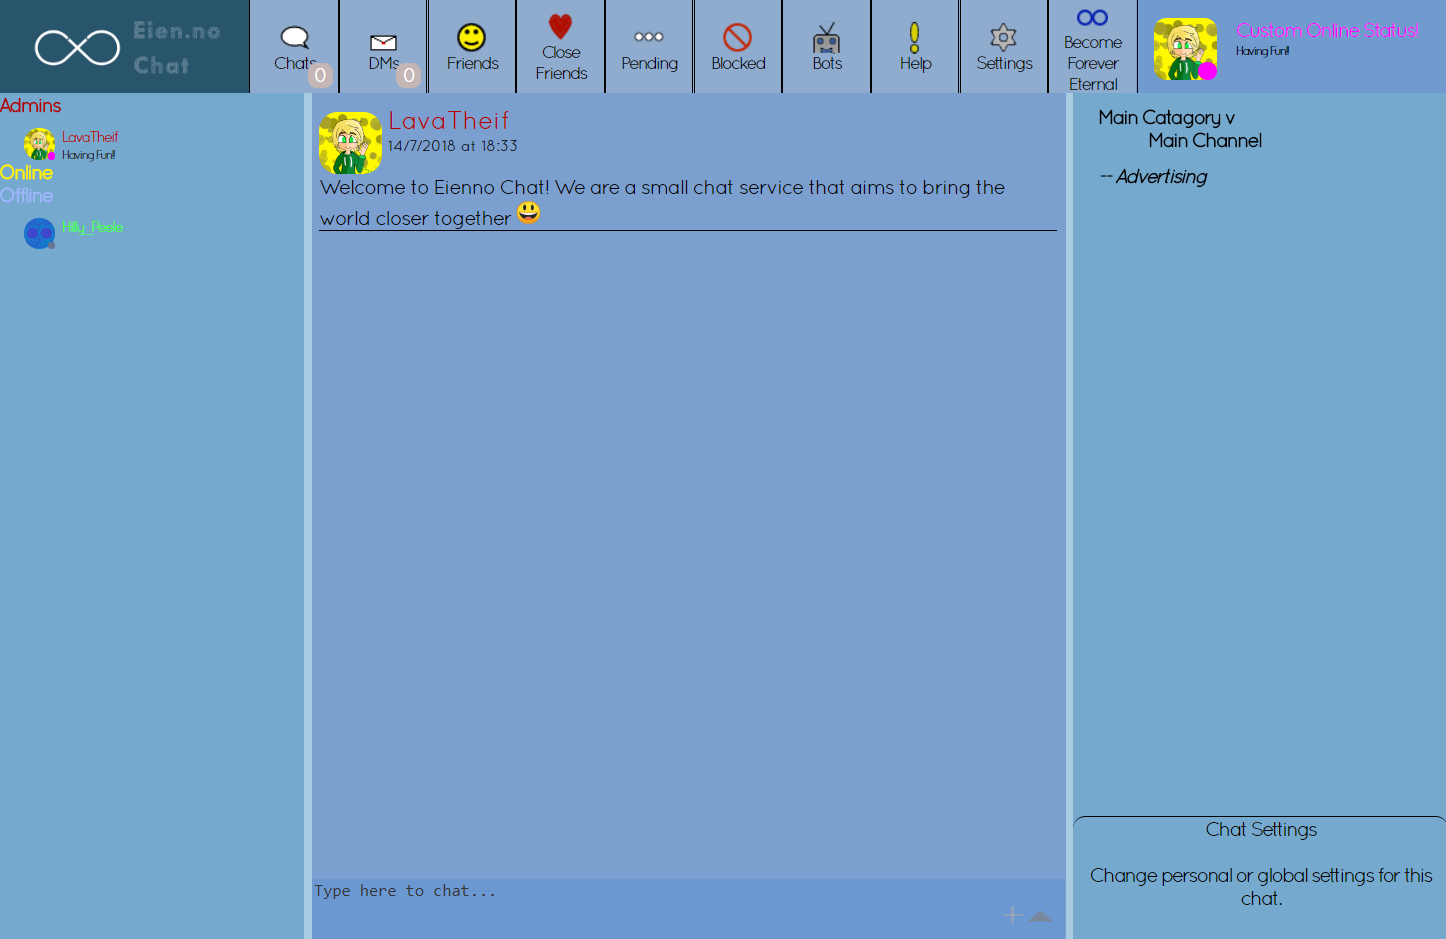 Eien.no
Chat
Chats
0
DMs
0
Friends
Close
Friends
Pending
Blocked
Bots
Help
Settings
Become
Forever
Eternal
Custom Online Status!
Having Fun!!
Admins
LavaTheif
Having Fun!!
Online
Offline
Hifly_Peele
LavaTheif
14/7/2018 at 18:33
Welcome to Eienno Chat! We are a small chat service that aims to bring the
world closer together 😃
Type here to chat...
Main Catagory v
Main Channel
-- Advertising
Chat Settings
Change personal or global settings for this
chat.